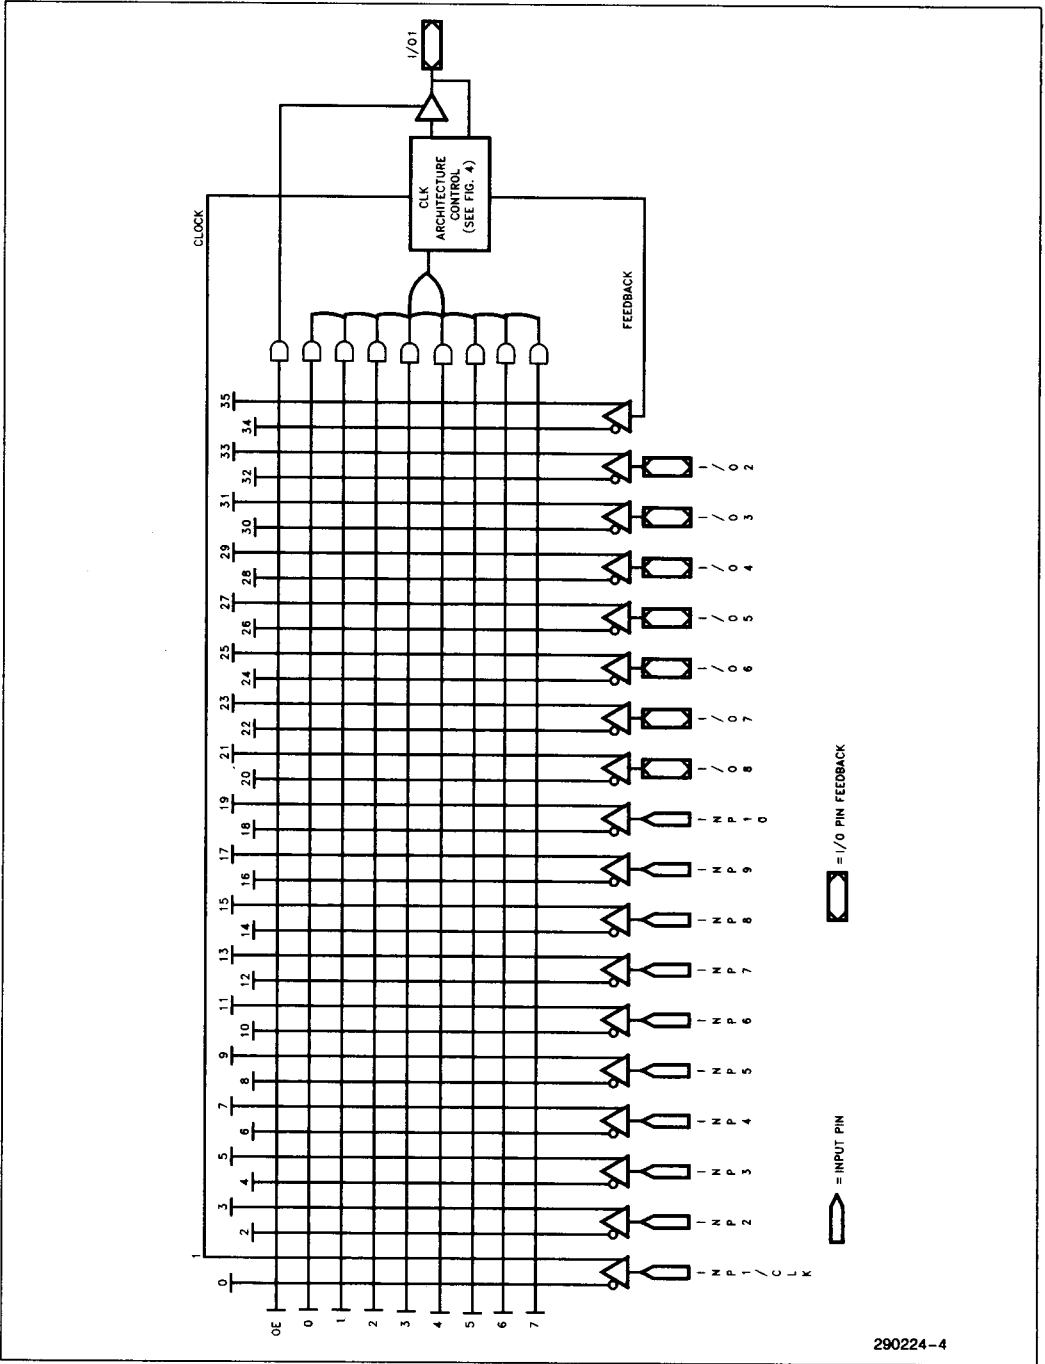 I/O1
CLOCK
CLK
ARCHITECTURE
CONTROL
(SEE FIG. 4)
FEEDBACK
35
34
33
32
31
30
29
28
27
26
25
24
23
22
21
20
19
18
17
16
15
14
13
12
11
10
9
8
7
6
5
4
3
2
1
0
OE
0
1
2
3
4
5
6
7
I/O2
I/O3
I/O4
I/O5
I/O6
I/O7
I/O8
INP10
INP9
INP8
INP7
INP6
INP5
INP4
INP3
INP2
INP1/CLK
= I/O PIN FEEDBACK
= INPUT PIN
290224-4